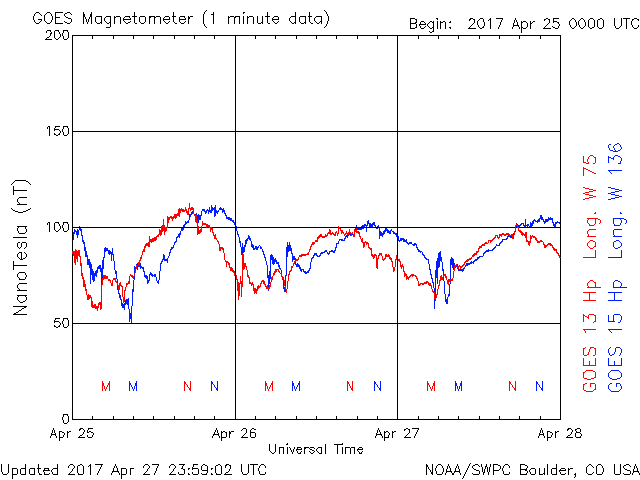 GOES Magnetometer (1 minute data)
Begin: 2017 Apr 25 0000 UTC
200
150
100
50
0
NanoTesla (nT)
M M N N M M N N M M N N
Apr 25 Apr 26 Apr 27 Apr 28
Universal Time
GOES 13 Hp Long. W 75
GOES 15 Hp Long. W 136
Updated 2017 Apr 27 23:59:02 UTC
NOAA/SWPC Boulder, CO USA